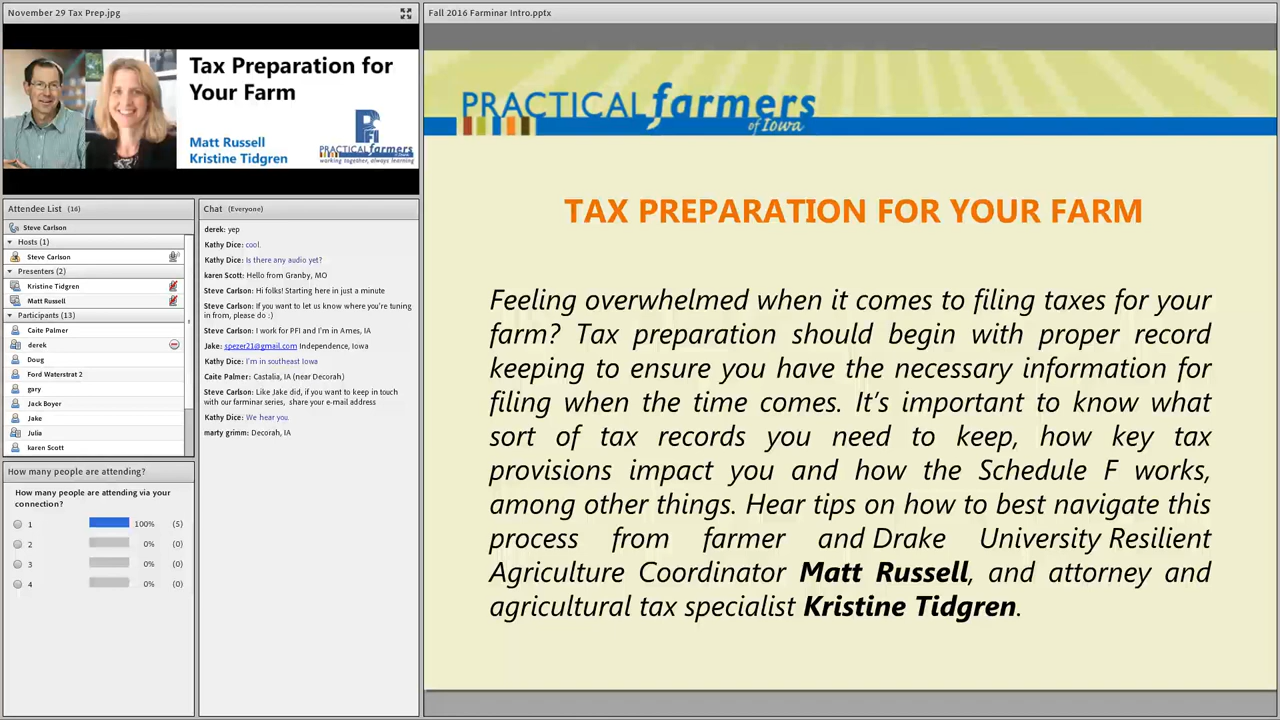 November 29 Tax Prep.jpg
Tax Preparation for
Your Farm
Matt Russell
Kristine Tidgren
PRACTICAL farmers
working together, always learning
Attendee List (16)
Steve Carlson
Hosts (1)
Steve Carlson
Presenters (2)
Kristine Tidgren
Matt Russell
Participants (13)
Caite Palmer
derek
Doug
Ford Waterstrat 2
gary
Jack Boyer
Jake
Julia
karen Scott
Chat (Everyone)
derek: yep
Kathy Dice: cool.
Kathy Dice: Is there any audio yet?
karen Scott: Hello from Granby, MO
Steve Carlson: Hi folks! Starting here in just a minute
Steve Carlson: If you want to let us know where you're tuning
in from, please do :)
Steve Carlson: I work for PFI and I'm in Ames, IA
Jake: spezer21@gmail.com Independence, Iowa
Kathy Dice: I'm in southeast Iowa
Caite Palmer: Castalia, IA (near Decorah)
Steve Carlson: Like Jake did, if you want to keep in touch
with our farminar series, share your e-mail address
Kathy Dice: We hear you.
marty grimm: Decorah, IA
How many people are attending?
How many people are attending via your
connection?
1 100% (5)
2 0% (0)
3 0% (0)
4 0% (0)
Fall 2016 Farminar Intro.pptx
PRACTICAL farmers
of Iowa
TAX PREPARATION FOR YOUR FARM
Feeling overwhelmed when it comes to filing taxes for your
farm? Tax preparation should begin with proper record
keeping to ensure you have the necessary information for
filing when the time comes. It's important to know what
sort of tax records you need to keep, how key tax
provisions impact you and how the Schedule F works,
among other things. Hear tips on how to best navigate this
process from farmer and Drake University Resilient
Agriculture Coordinator Matt Russell, and attorney and
agricultural tax specialist Kristine Tidgren.